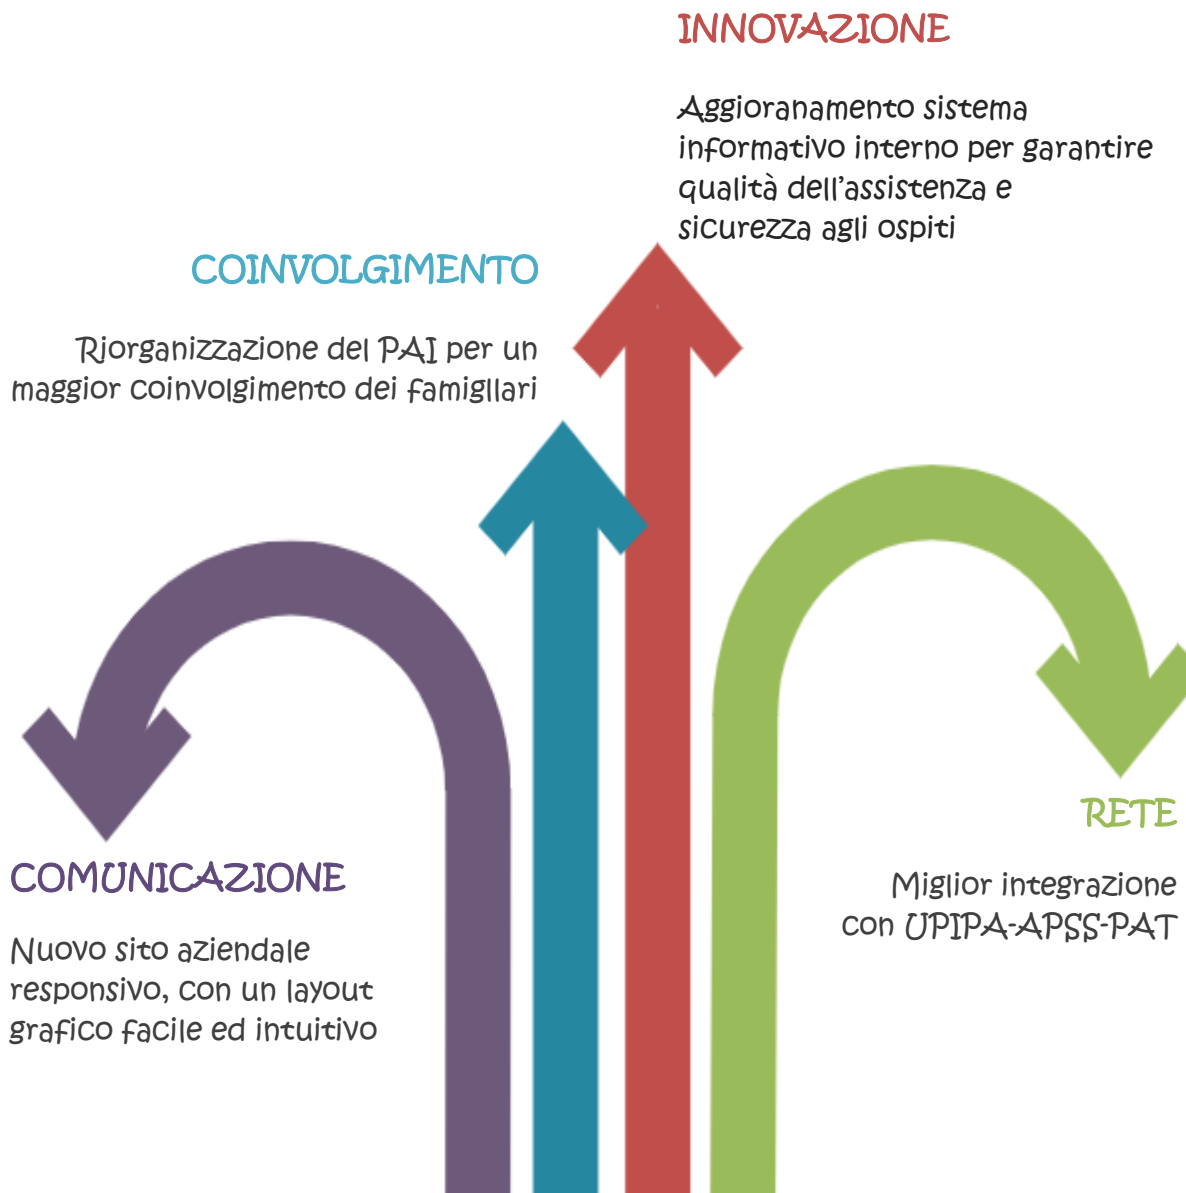 INNOVAZIONE
Aggioranamento sistema
informativo interno per garantire
qualità dell'assistenza e
sicurezza agli ospiti
COINVOLGIMENTO
Riorganizzazione del PAI per un
maggior coinvolgimento dei famigllari
RETE
Miglior integrazione
con UPIPA-APSS-PAT
COMUNICAZIONE
Nuovo sito aziendale
responsivo, con un layout
grafico facile ed intuitivo